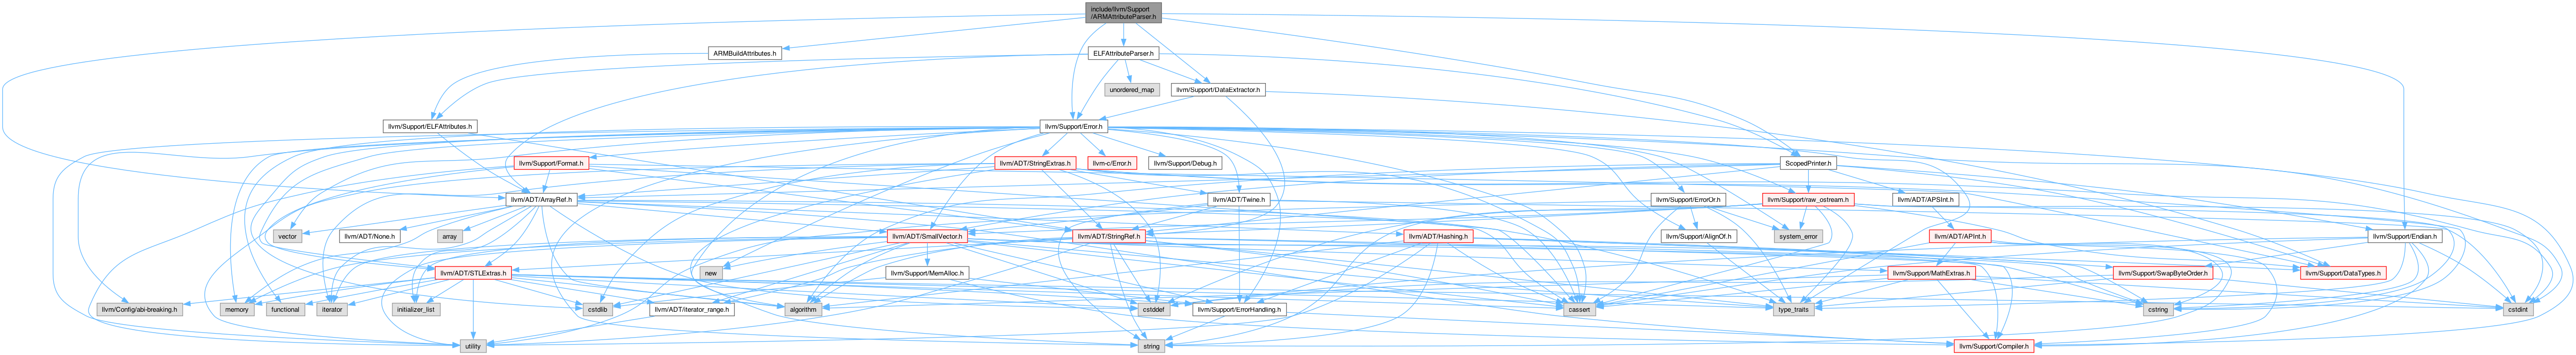 include/llvm/Support
/ARMAttributeParser.h
ARMBuildAttributes.h
ELFAttributeParser.h
unordered_map
llvm/Support/DataExtractor.h
llvm/Support/ELFAttributes.h
llvm/Support/Error.h
llvm/Support/Format.h
llvm/ADT/StringExtras.h
llvm-c/Error.h
llvm/Support/Debug.h
ScopedPrinter.h
llvm/ADT/ArrayRef.h
llvm/ADT/Twine.h
llvm/Support/ErrorOr.h
llvm/Support/raw_ostream.h
llvm/ADT/APSInt.h
vector
llvm/ADT/None.h
array
llvm/ADT/SmallVector.h
llvm/ADT/StringRef.h
llvm/ADT/Hashing.h
llvm/Support/AlignOf.h
system_error
llvm/ADT/APInt.h
llvm/Support/Endian.h
llvm/ADT/STLExtras.h
new
llvm/Support/MemAlloc.h
llvm/Support/MathExtras.h
llvm/Support/SwapByteOrder.h
llvm/Support/DataTypes.h
llvm/Config/abi-breaking.h
memory
functional
iterator
initializer_list
cstdlib
llvm/ADT/iterator_range.h
algorithm
cstddef
llvm/Support/ErrorHandling.h
cassert
type_traits
cstring
cstdint
utility
string
llvm/Support/Compiler.h